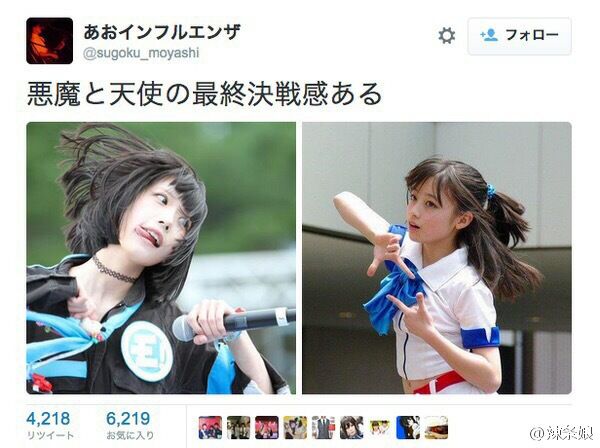 あおインフルエンザ
@sugoku_moyashi
フォロー
悪魔と天使の最終決戦感ある
4,218
6,219
リツイート
お気に入り
@辣条娘